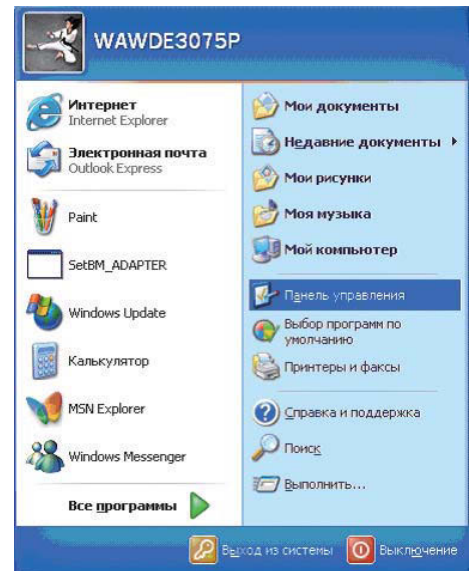 WAWDE3075P
Интернет
Internet Explorer
Электронная почта
Outlook Express
Paint
SetBM_ADAPTER
Windows Update
Калькулятор
MSN Explorer
Windows Messenger
Все программы
Мои документы
Недавние документы
Мои рисунки
Моя музыка
Мой компьютер
Панель управления
Выбор программ по
умолчанию
Принтеры и факсы
Справка и поддержка
Поиск
Выполнить...
Выход из системы
Выключение